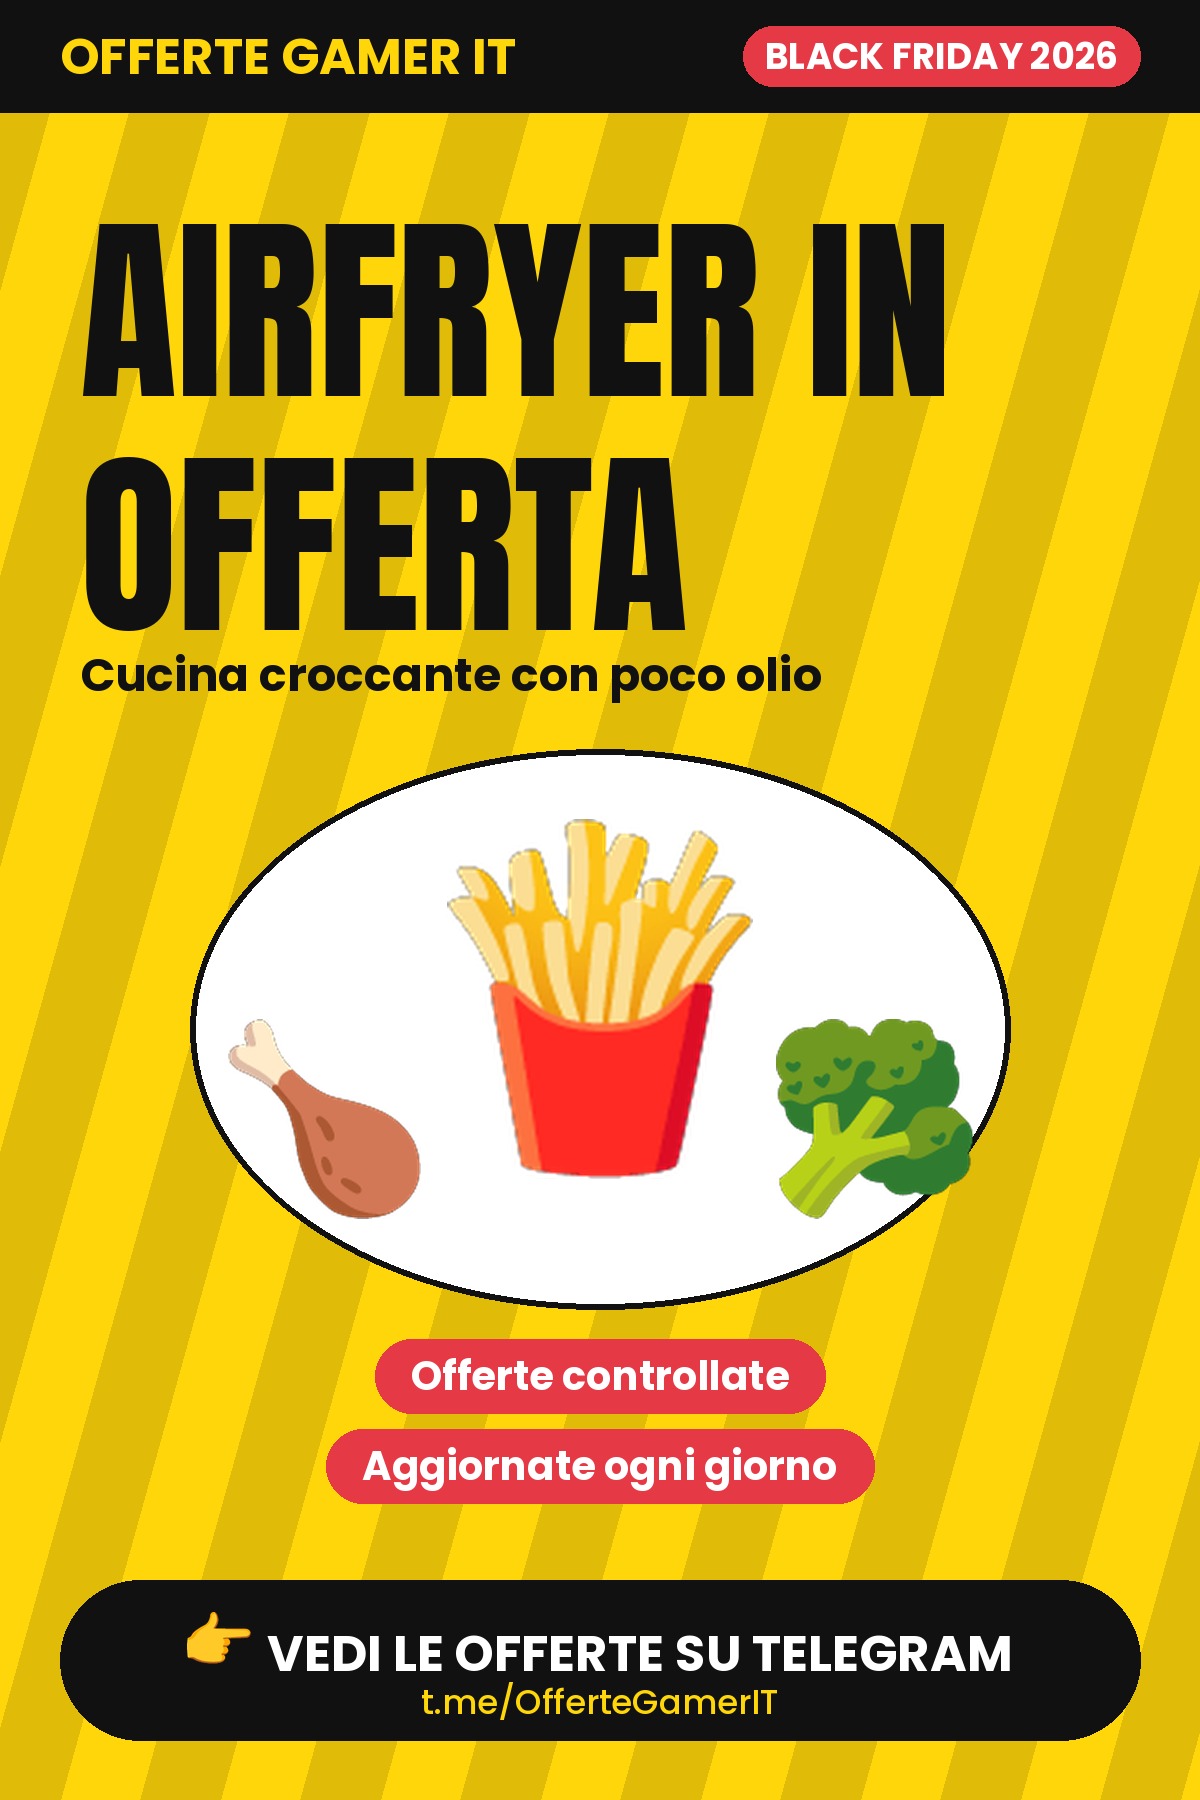 OFFERTE GAMER IT
BLACK FRIDAY 2026
AIRFRYER IN
OFFERTA
Cucina croccante con poco olio
Offerte controllate
Aggiornate ogni giorno
👉 VEDI LE OFFERTE SU TELEGRAM
t.me/OfferteGamerIT